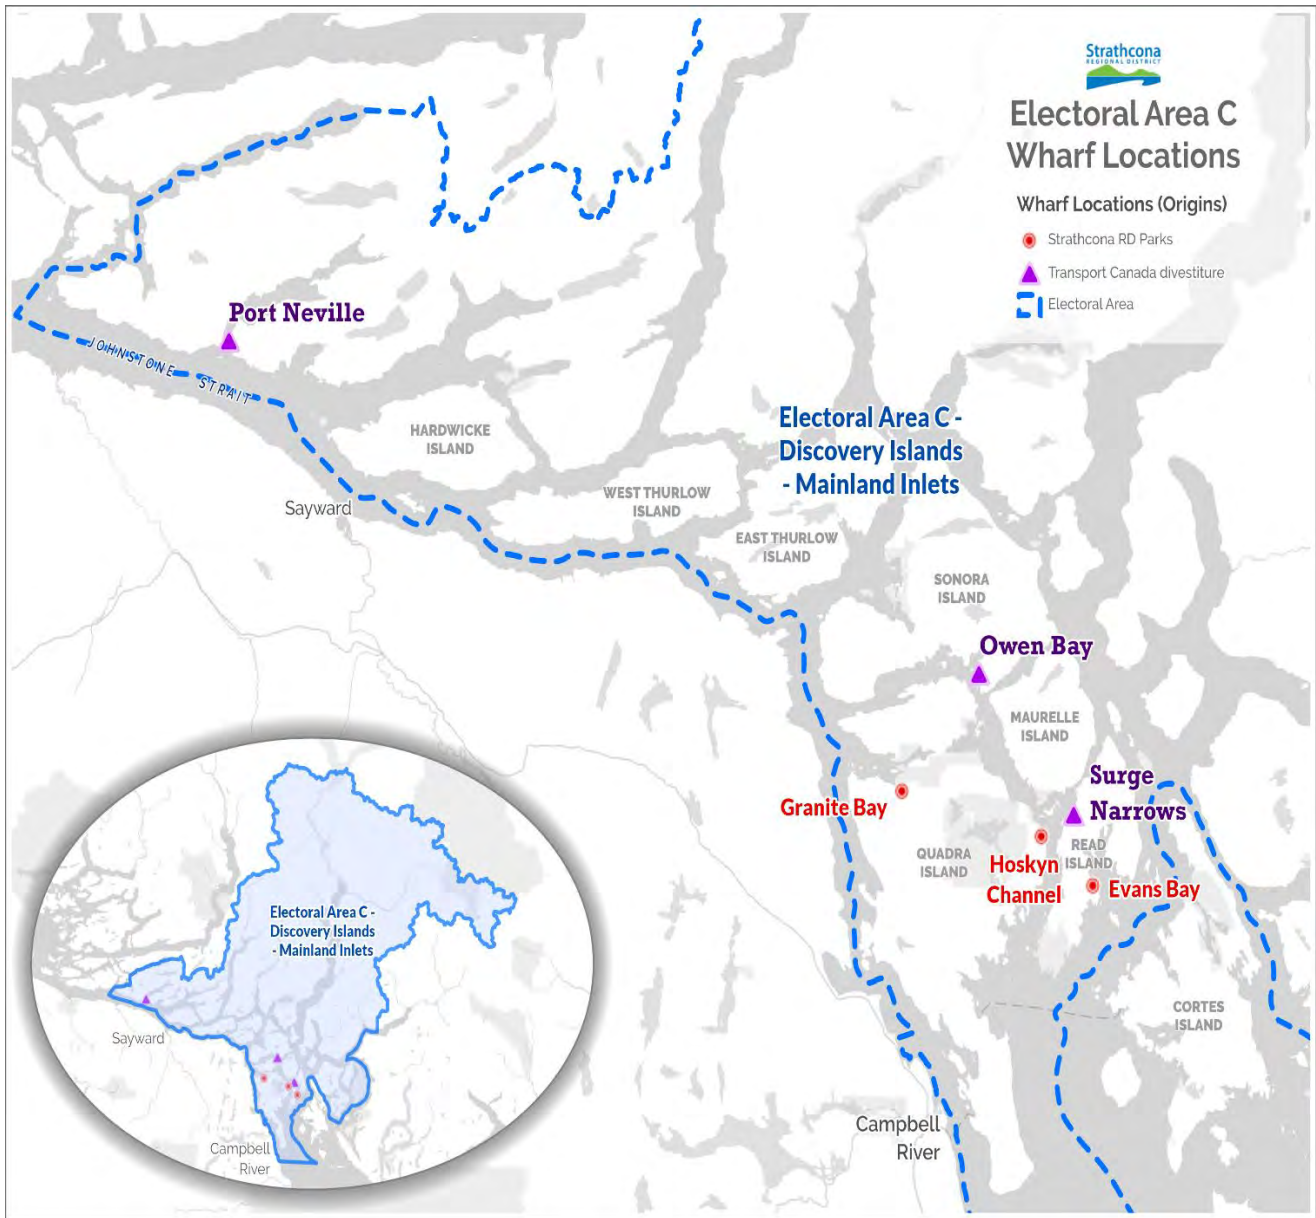 Strathcona
REGIONAL DISTRICT
Electoral Area C
Wharf Locations
Wharf Locations (Origins)
Strathcona RD Parks
Transport Canada divestiture
Electoral Area
Port Neville
JOHNSTONE STRAIT
HARDWICKE
ISLAND
Electoral Area C -
Discovery Islands
- Mainland Inlets
Sayward
WEST THURLOW
ISLAND
EAST THURLOW
ISLAND
SONORA
ISLAND
Owen Bay
MAURELLE
ISLAND
Surge
Narrows
Granite Bay
QUADRA
ISLAND
Hoskyn
Channel
READ
ISLAND
Evans Bay
CORTES
ISLAND
Campbell
River
Electoral Area C -
Discovery Islands
- Mainland Inlets
Sayward
Campbell
River